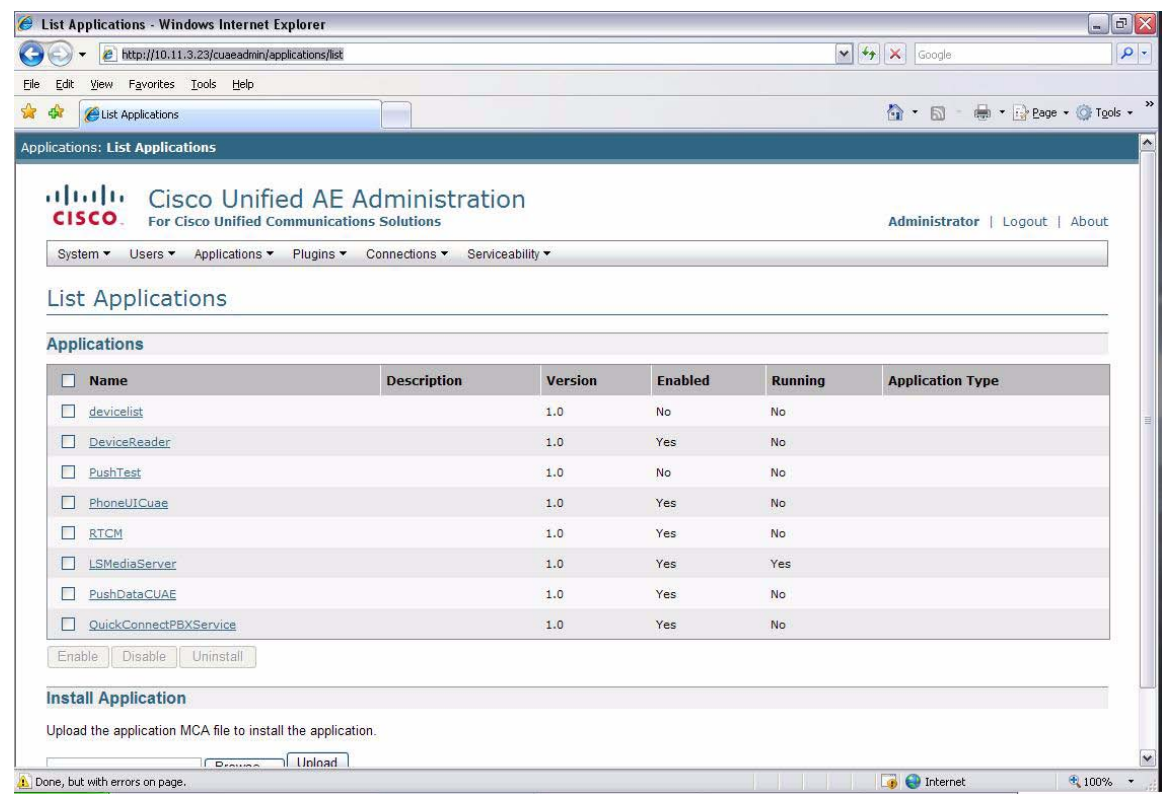 List Applications - Windows Internet Explorer
http://10.11.3.23/cuaeadmin/applications/list
Google
File Edit View Favorites Tools Help
List Applications
Page Tools »
Applications: List Applications
CISCO
Cisco Unified AE Administration
For Cisco Unified Communications Solutions
Administrator | Logout | About
System Users Applications Plugins Connections Serviceability
List Applications
Applications
Name Description Version Enabled Running Application Type
devicelist 1.0 No No
DeviceReader 1.0 Yes No
PushTest 1.0 No No
PhoneUICuae 1.0 Yes No
RTCM 1.0 Yes No
LSMediaServer 1.0 Yes Yes
PushDataCUAE 1.0 Yes No
QuickConnectPBXService 1.0 Yes No
Enable Disable Uninstall
Install Application
Upload the application MCA file to install the application.
Browse... Upload
Done, but with errors on page.
Internet
100%